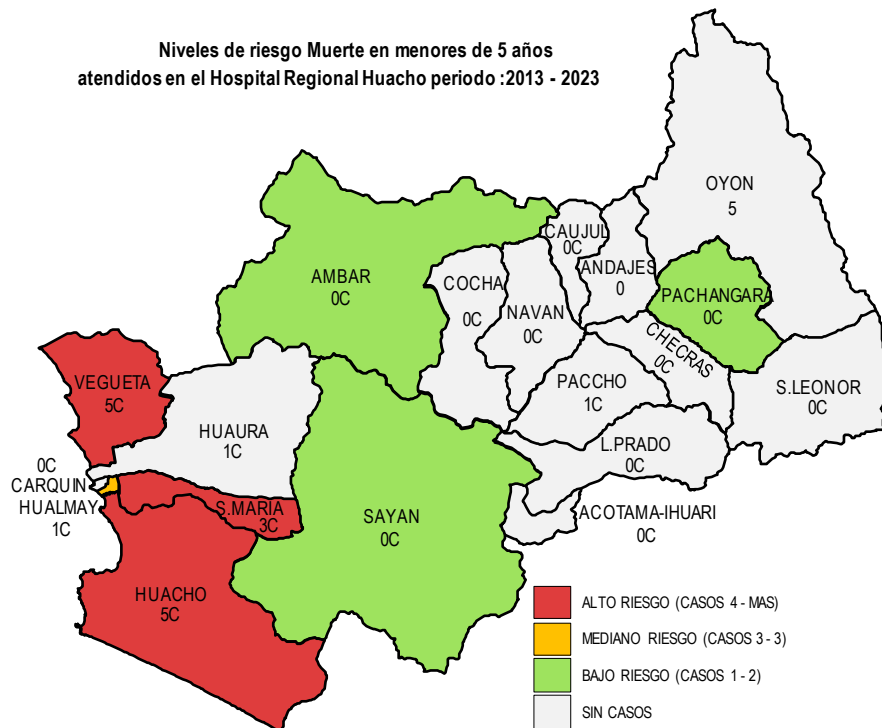 Niveles de riesgo Muerte en menores de 5 años
atendidos en el Hospital Regional Huacho periodo :2013 - 2023
OYON
5
CAUJUL
0C
ANDAJES
0
AMBAR
0C
COCHA
0C
NAVAN
0C
PACHANGARA
0C
CHECRAS
0C
VEGUETA
5C
PACCHO
1C
S.LEONOR
0C
HUAURA
1C
L.PRADO
0C
0C
CARQUIN
HUALMAY
1C
S.MARIA
3C
SAYAN
0C
ACOTAMA-IHUARI
0C
HUACHO
5C
ALTO RIESGO (CASOS 4 - MAS)
MEDIANO RIESGO (CASOS 3 - 3)
BAJO RIESGO (CASOS 1 - 2)
SIN CASOS